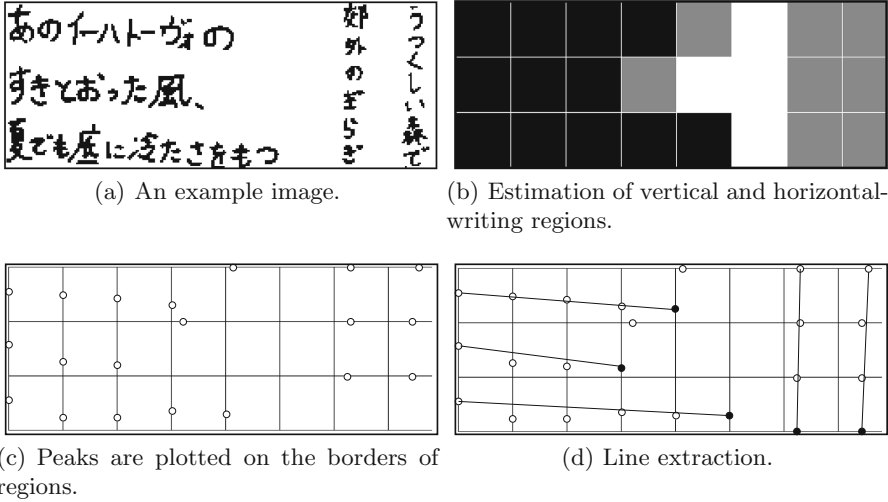 あのイーハトーヴォの
すきとおった風、
夏でも底に冷たさをもつ
うつくしい森で
郊外のぎらぎ
(a) An example image.
(b) Estimation of vertical and horizontal-
writing regions.
(c) Peaks are plotted on the borders of
regions.
(d) Line extraction.